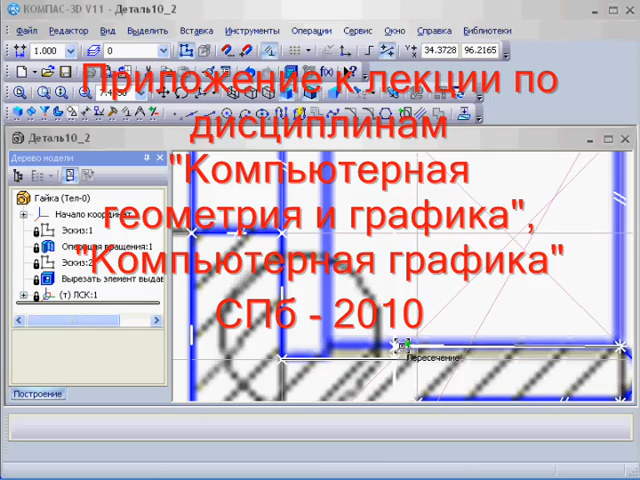 КОМПАС-3D V11 - Деталь10_2
Файл Редактор Вид Выделить Вставка Инструменты Операции Сервис Окно Справка Библиотеки
1.000 0 34.3728 96.2165
Приложение к лекции по
дисциплинам
Деталь10_2
"Компьютерная
Дерево модели
геометрия и графика",
Гайка (Тел-0)
Начало координат
Эскиз:1
Операция вращения:1
"Компьютерная графика"
Эскиз:2
Вырезать элемент выдав
(т) ЛСК:1
СПб - 2010
Пересечение
Построение